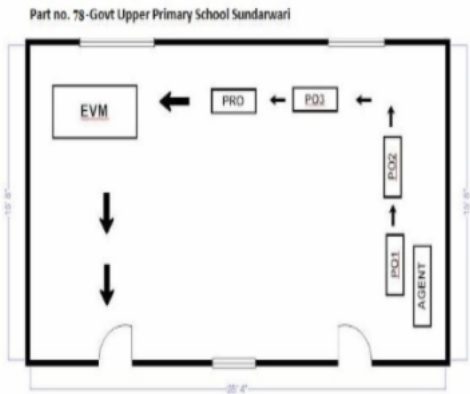 Part no. 78-Govt Upper Primary School Sundarwari
EVM
PRO
PO3
PO2
PO1
AGENT